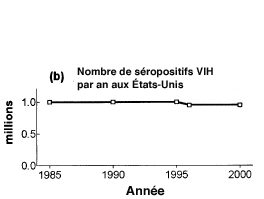 (b) Nombre de séropositifs VIH
par an aux États-Unis
millions
1.0
0.5
0.0
1985 1990 1995 2000
Année